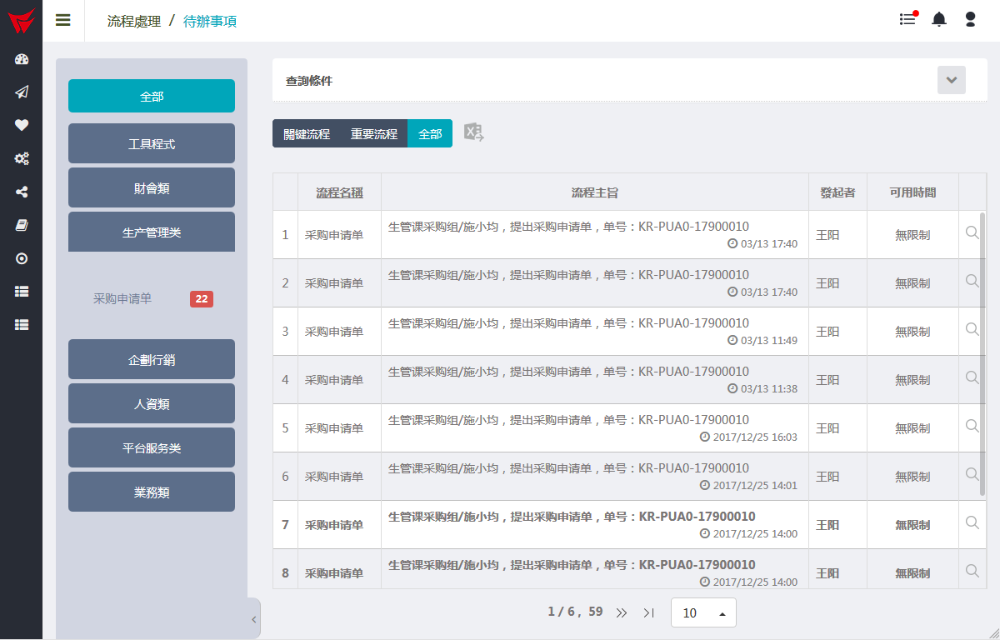 流程處理 / 待辦事項
全部
工具程式
財會類
生产管理类
采购申请单 22
企劃行銷
人資類
平台服务类
業務類
查詢條件
關键流程 重要流程 全部
流程名稱 流程主旨 發起者 可用時間
1 采购申请单 生管课采购组/施小均，提出采购申请单，单号：KR-PUA0-17900010 王阳 無限制
03/13 17:40
2 采购申请单 生管课采购组/施小均，提出采购申请单，单号：KR-PUA0-17900010 王阳 無限制
03/13 17:40
3 采购申请单 生管课采购组/施小均，提出采购申请单，单号：KR-PUA0-17900010 王阳 無限制
03/13 11:49
4 采购申请单 生管课采购组/施小均，提出采购申请单，单号：KR-PUA0-17900010 王阳 無限制
03/13 11:38
5 采购申请单 生管课采购组/施小均，提出采购申请单，单号：KR-PUA0-17900010 王阳 無限制
2017/12/25 16:03
6 采购申请单 生管课采购组/施小均，提出采购申请单，单号：KR-PUA0-17900010 王阳 無限制
2017/12/25 14:01
7 采购申请单 生管课采购组/施小均，提出采购申请单，单号：KR-PUA0-17900010 王阳 無限制
2017/12/25 14:00
8 采购申请单 生管课采购组/施小均，提出采购申请单，单号：KR-PUA0-17900010 王阳 無限制
2017/12/25 14:00
1 / 6 , 59 10